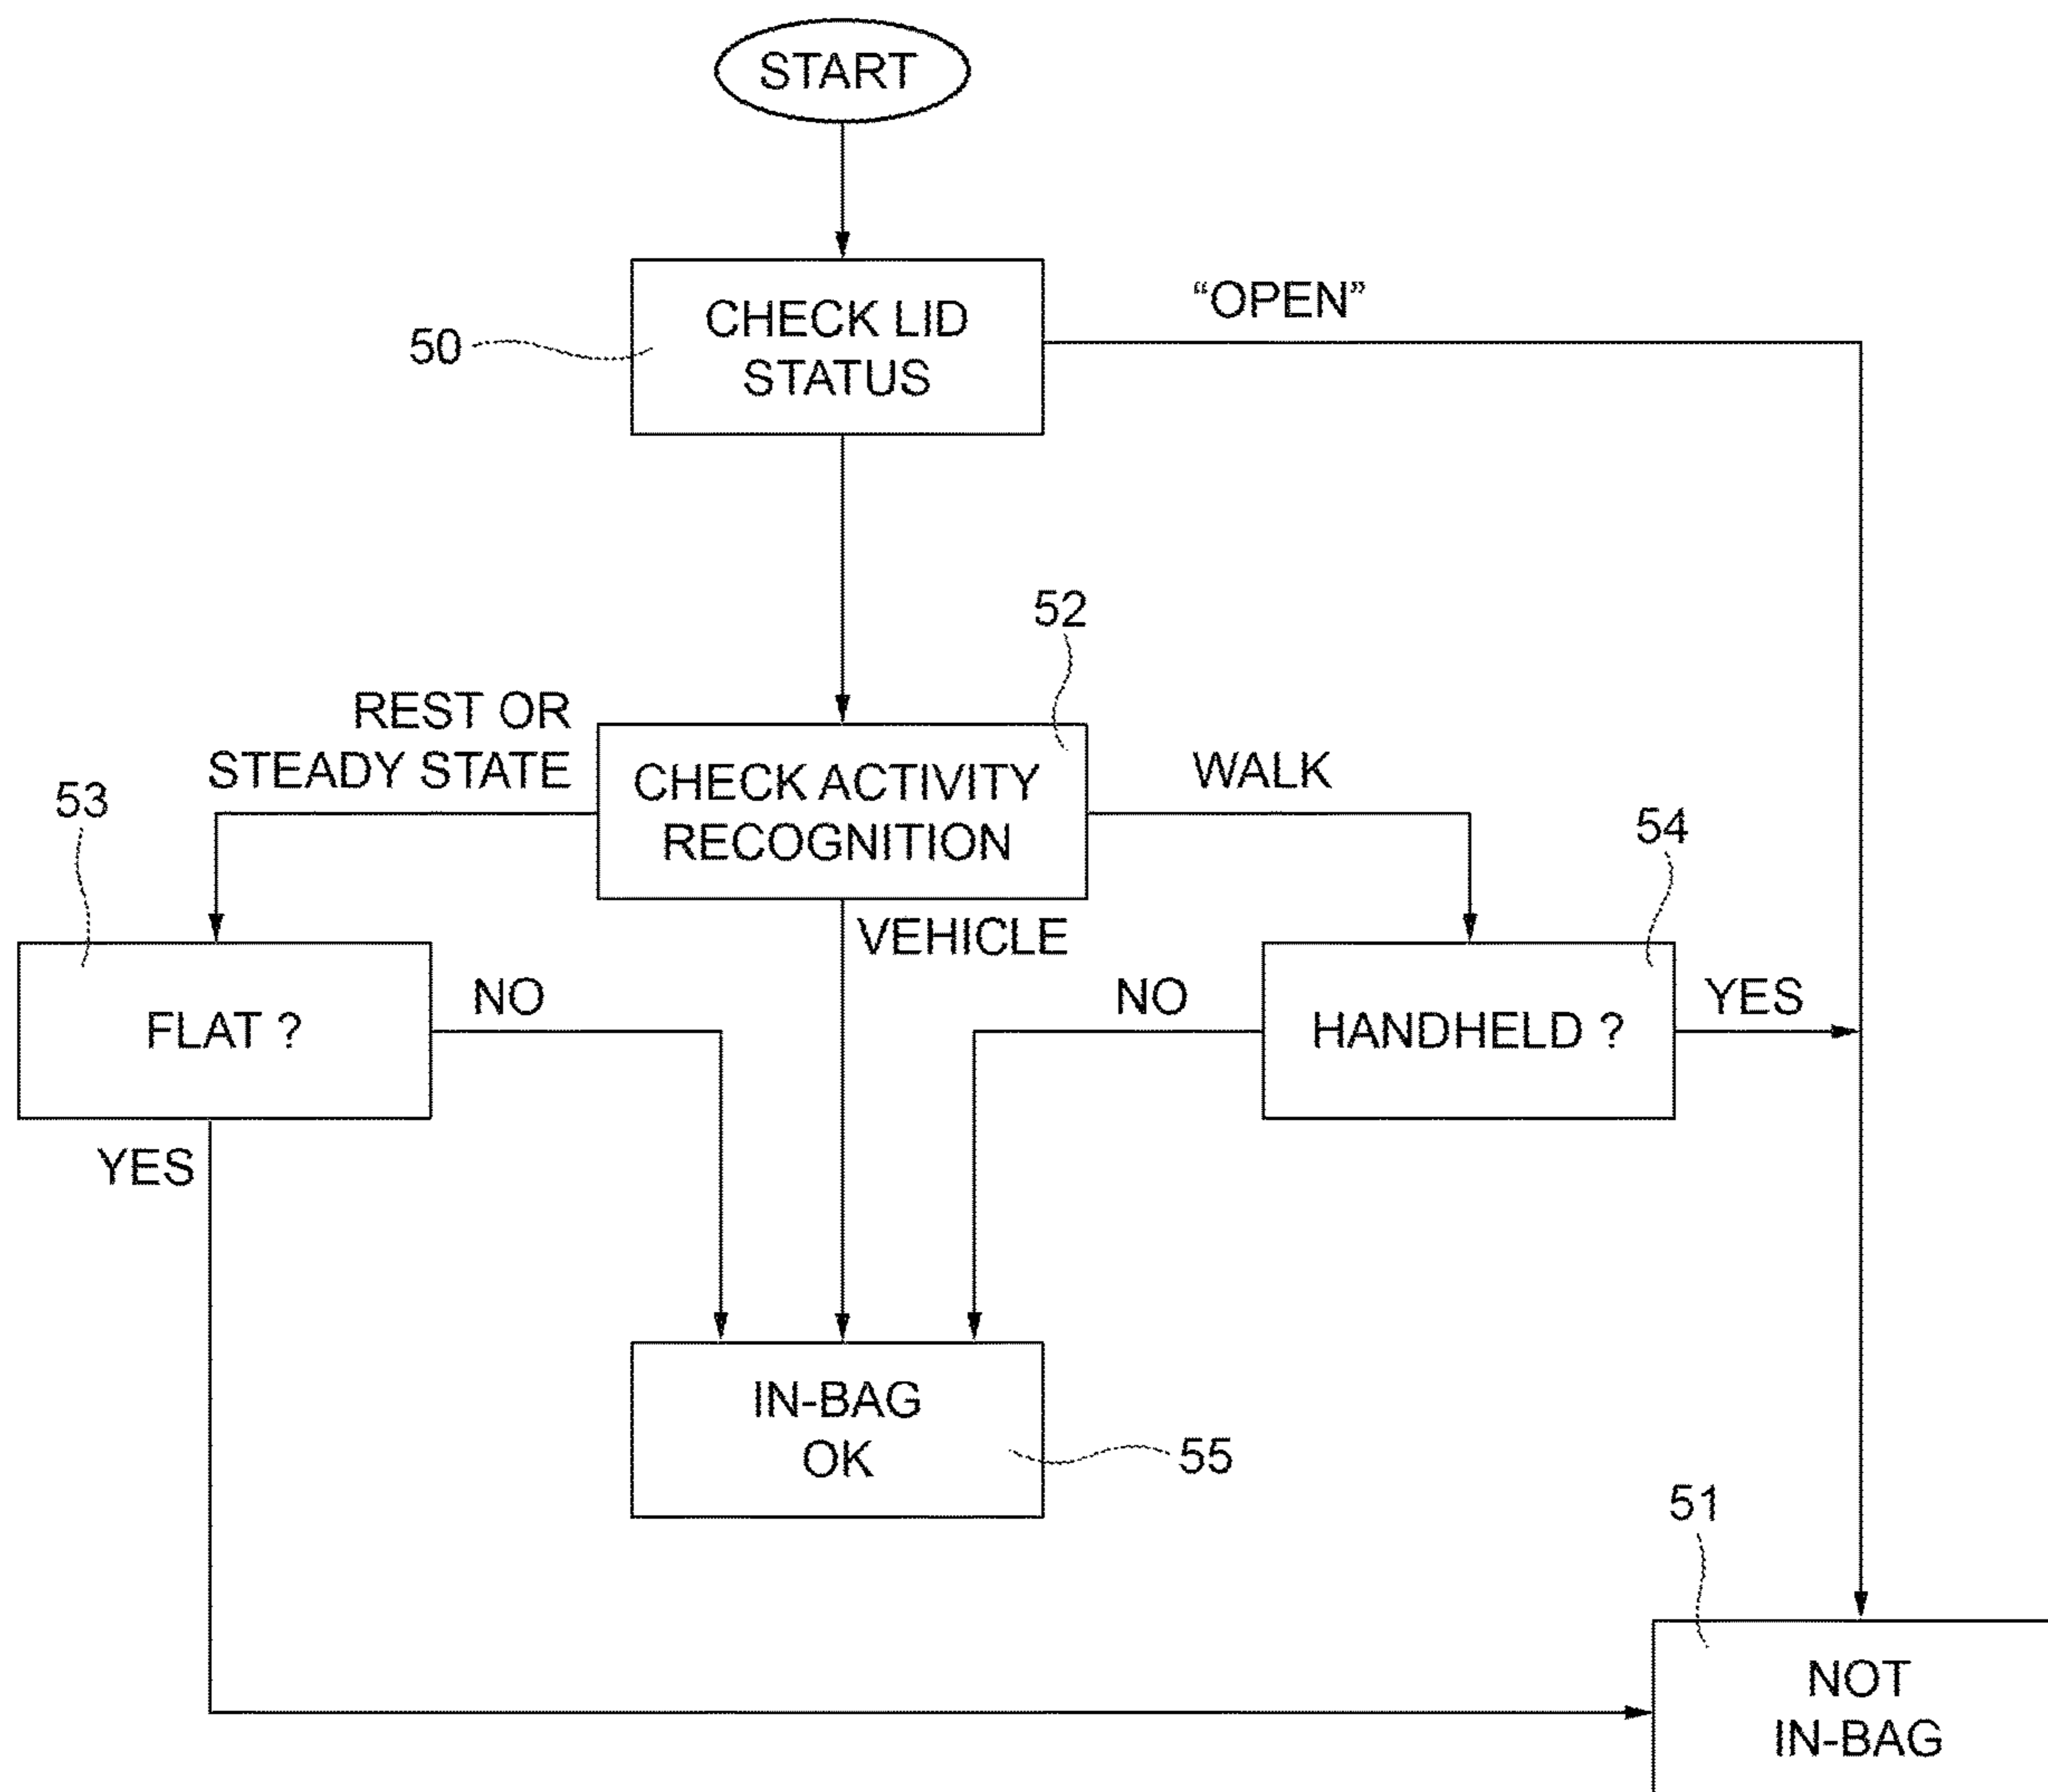 START
CHECK LID
STATUS
50
"OPEN"
52
REST OR
STEADY STATE
CHECK ACTIVITY
RECOGNITION
WALK
53
54
VEHICLE
FLAT ?
NO
NO
HANDHELD ?
YES
YES
IN-BAG
OK
55
51
NOT
IN-BAG